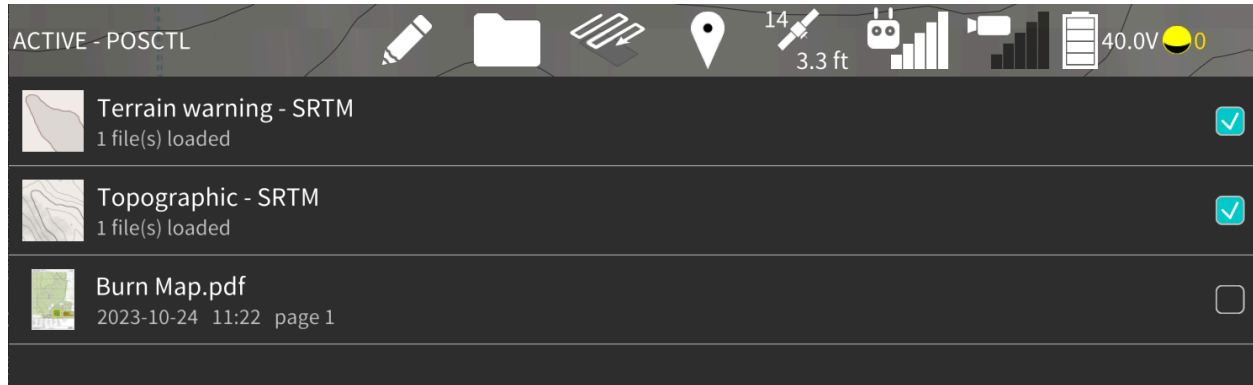 ACTIVE - POSCTL
14
3.3 ft
40.0V
0
Terrain warning - SRTM
1 file(s) loaded
Topographic - SRTM
1 file(s) loaded
Burn Map.pdf
2023-10-24 11:22 page 1